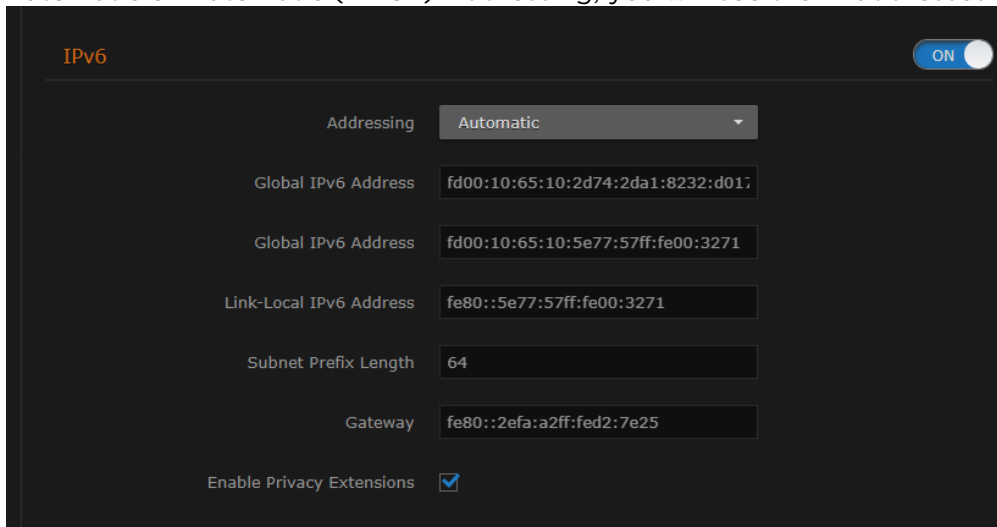 IPv6 ON
Addressing Automatic
Global IPv6 Address fd00:10:65:10:2d74:2da1:8232:d017
Global IPv6 Address fd00:10:65:10:5e77:57ff:fe00:3271
Link-Local IPv6 Address fe80::5e77:57ff:fe00:3271
Subnet Prefix Length 64
Gateway fe80::2efa:a2ff:fed2:7e25
Enable Privacy Extensions